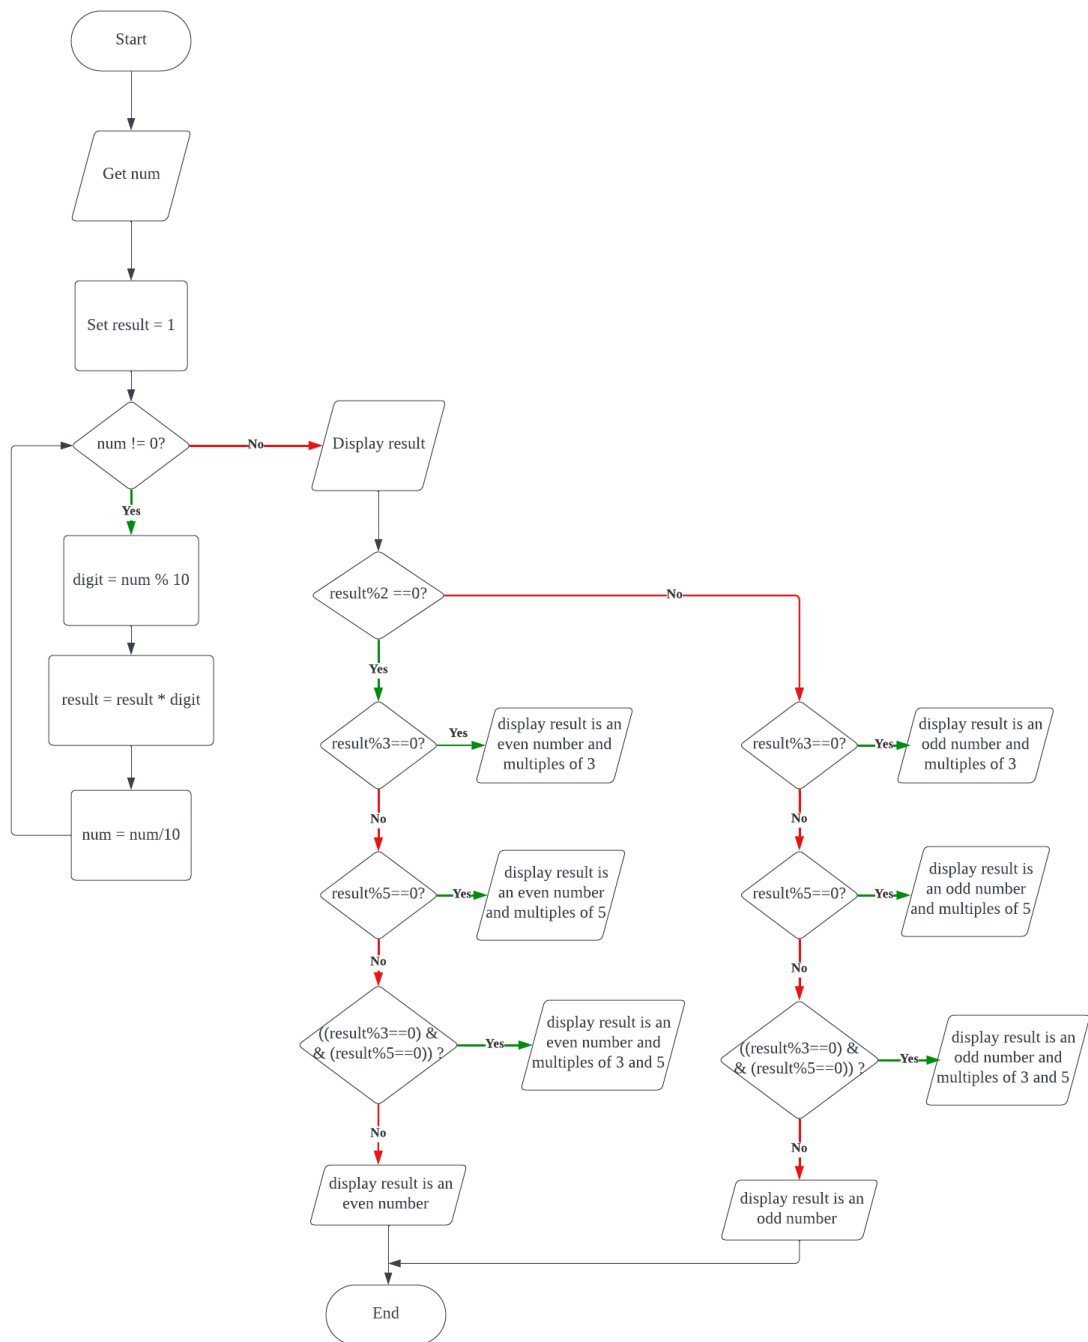 Start
Get num
Set result = 1
num != 0?
No
Display result
Yes
digit = num % 10
result = result * digit
num = num/10
result%2 ==0?
No
Yes
result%3==0?
Yes
display result is an
even number and
multiples of 3
No
result%5==0?
Yes
display result is
an even number
and multiples of 5
No
((result%3==0) &
& (result%5==0)) ?
Yes
display result is an
even number and
multiples of 3 and 5
No
display result is an
even number
result%3==0?
Yes
display result is an
odd number and
multiples of 3
No
result%5==0?
Yes
display result is
an odd number
and multiples of 5
No
((result%3==0) &
& (result%5==0)) ?
Yes
display result is an
odd number and
multiples of 3 and 5
No
display result is an
odd number
End